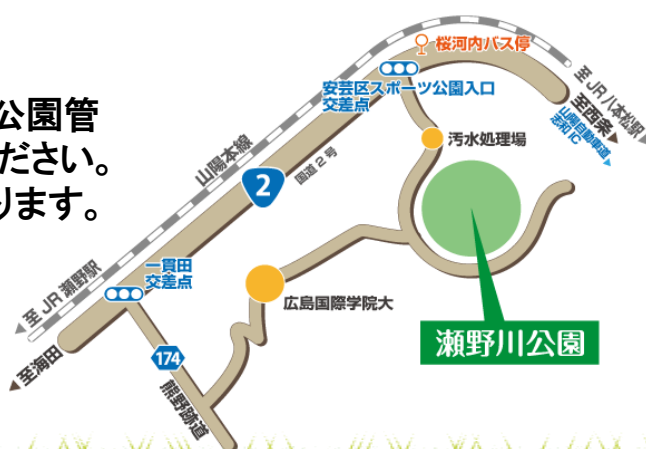 公園管
ださい。
ります。
桜河内バス停
安芸区スポーツ公園入口
交差点
至JR八本松駅
至西条
山陽自動車道
志和IC
汚水処理場
山陽本線
2
国道2号
一貫田
交差点
至JR瀬野駅
広島国際学院大
瀬野川公園
至海田
174
熊野跡道